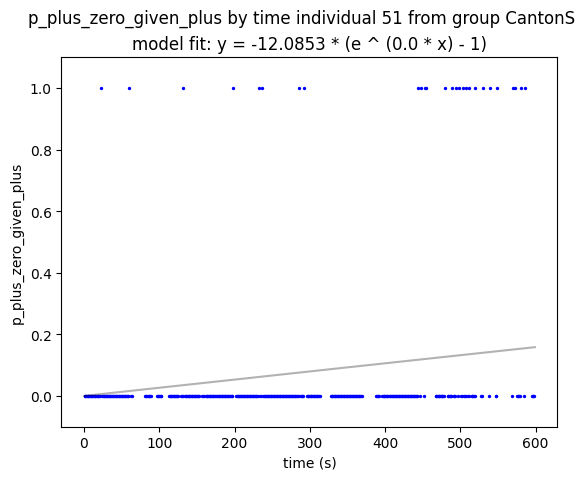 p_plus_zero_given_plus by time individual 51 from group CantonS
model fit: y = -12.0853 * (e ^ (0.0 * x) - 1)
1.0
0.8
0.6
0.4
0.2
0.0
p_plus_zero_given_plus
0 100 200 300 400 500 600
time (s)